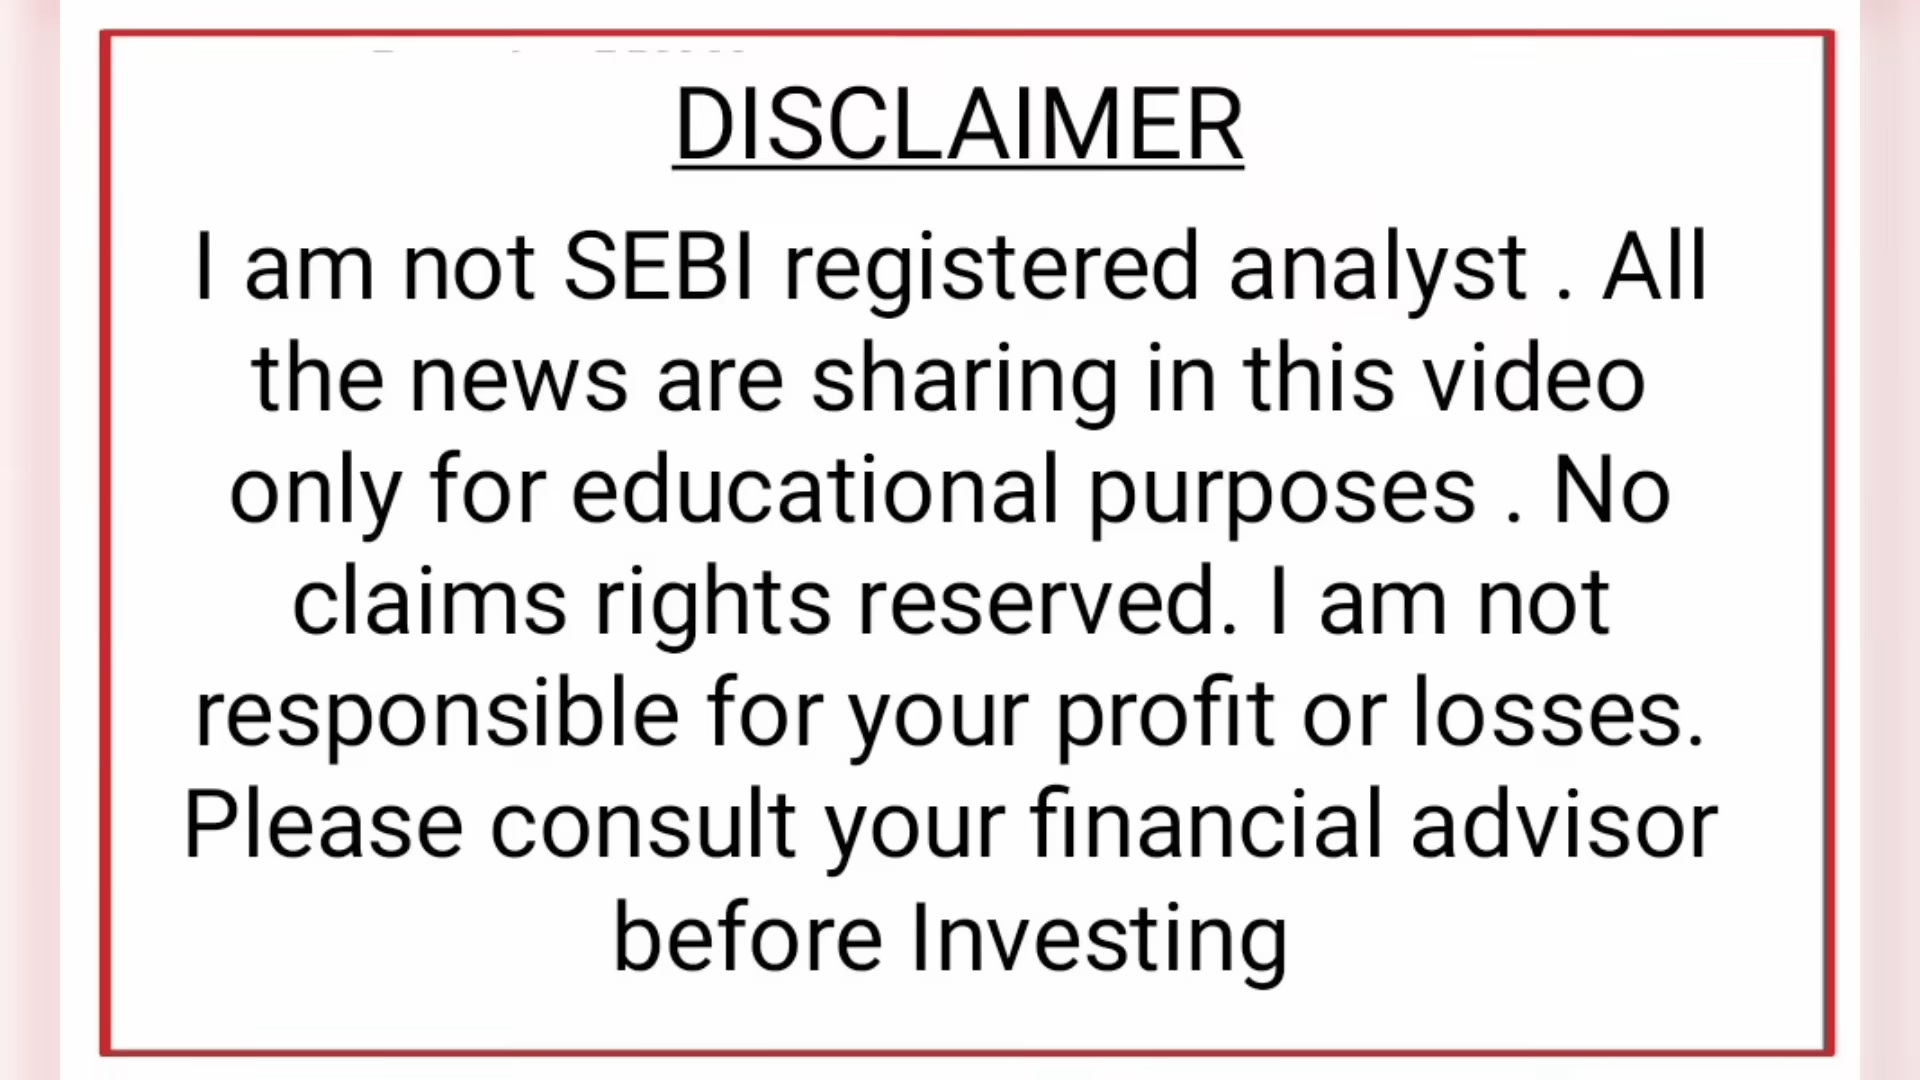 DISCLAIMER
I am not SEBI registered analyst . All
the news are sharing in this video
only for educational purposes . No
claims rights reserved. I am not
responsible for your profit or losses.
Please consult your financial advisor
before Investing